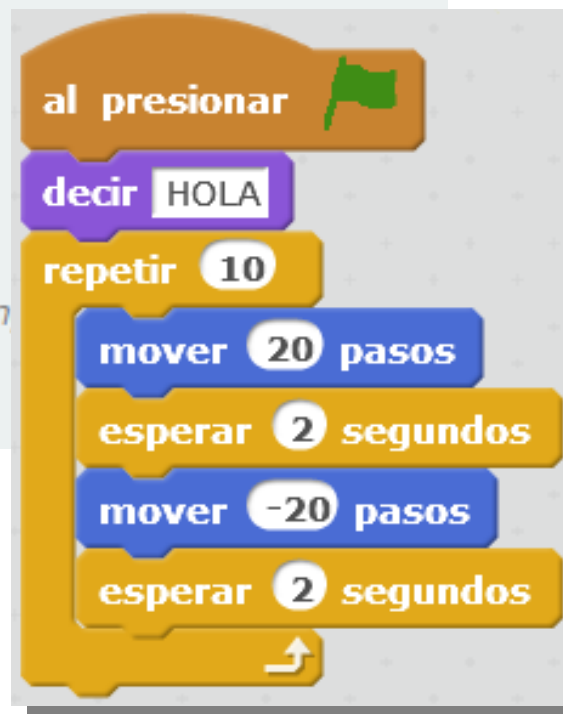 al presionar
decir HOLA
repetir 10
mover 20 pasos
esperar 2 segundos
mover -20 pasos
esperar 2 segundos